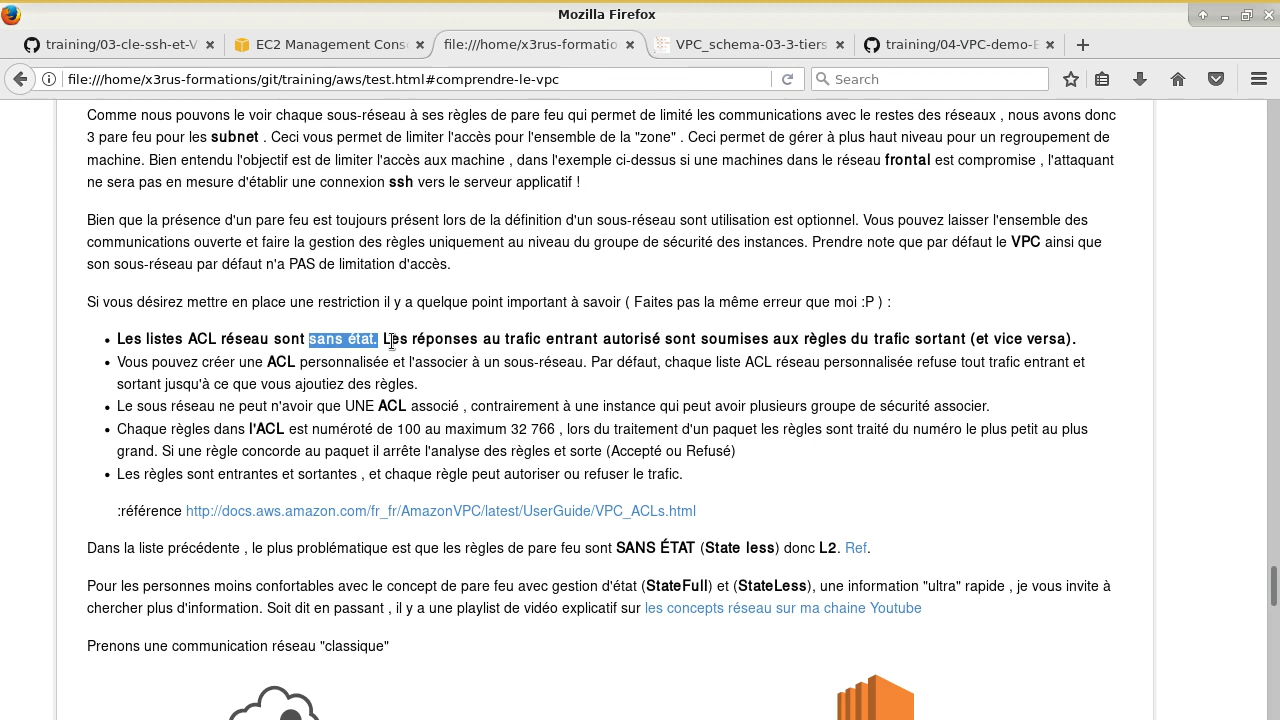 Mozilla Firefox
training/03-cle-ssh-et-V
EC2 Management Cons
file:///home/x3rus-formatio
VPC_schema-03-3-tiers
training/04-VPC-demo-E
file:///home/x3rus-formations/git/training/aws/test.html#comprendre-le-vpc
Search
Comme nous pouvons le voir chaque sous-réseau à ses règles de pare feu qui permet de limité les communications avec le restes des réseaux , nous avons donc
3 pare feu pour les subnet . Ceci vous permet de limiter l'accès pour l'ensemble de la "zone" . Ceci permet de gérer à plus haut niveau pour un regroupement de
machine. Bien entendu l'objectif est de limiter l'accès aux machine , dans l'exemple ci-dessus si une machines dans le réseau frontal est compromise , l'attaquant
ne sera pas en mesure d'établir une connexion ssh vers le serveur applicatif !
Bien que la présence d'un pare feu est toujours présent lors de la définition d'un sous-réseau sont utilisation est optionnel. Vous pouvez laisser l'ensemble des
communications ouverte et faire la gestion des règles uniquement au niveau du groupe de sécurité des instances. Prendre note que par défaut le VPC ainsi que
son sous-réseau par défaut n'a PAS de limitation d'accès.
Si vous désirez mettre en place une restriction il y a quelque point important à savoir ( Faites pas la même erreur que moi :P ) :
• Les listes ACL réseau sont sans état. Les réponses au trafic entrant autorisé sont soumises aux règles du trafic sortant (et vice versa).
• Vous pouvez créer une ACL personnalisée et l'associer à un sous-réseau. Par défaut, chaque liste ACL réseau personnalisée refuse tout trafic entrant et
sortant jusqu'à ce que vous ajoutiez des règles.
• Le sous réseau ne peut n'avoir que UNE ACL associé , contrairement à une instance qui peut avoir plusieurs groupe de sécurité associer.
• Chaque règles dans l'ACL est numéroté de 100 au maximum 32 766 , lors du traitement d'un paquet les règles sont traité du numéro le plus petit au plus
grand. Si une règle concorde au paquet il arrête l'analyse des règles et sorte (Accepté ou Refusé)
• Les règles sont entrantes et sortantes , et chaque règle peut autoriser ou refuser le trafic.
:référence http://docs.aws.amazon.com/fr_fr/AmazonVPC/latest/UserGuide/VPC_ACLs.html
Dans la liste précédente , le plus problématique est que les règles de pare feu sont SANS ÉTAT (State less) donc L2. Ref.
Pour les personnes moins confortables avec le concept de pare feu avec gestion d'état (StateFull) et (StateLess), une information "ultra" rapide , je vous invite à
chercher plus d'information. Soit dit en passant , il y a une playlist de vidéo explicatif sur les concepts réseau sur ma chaine Youtube
Prenons une communication réseau "classique"